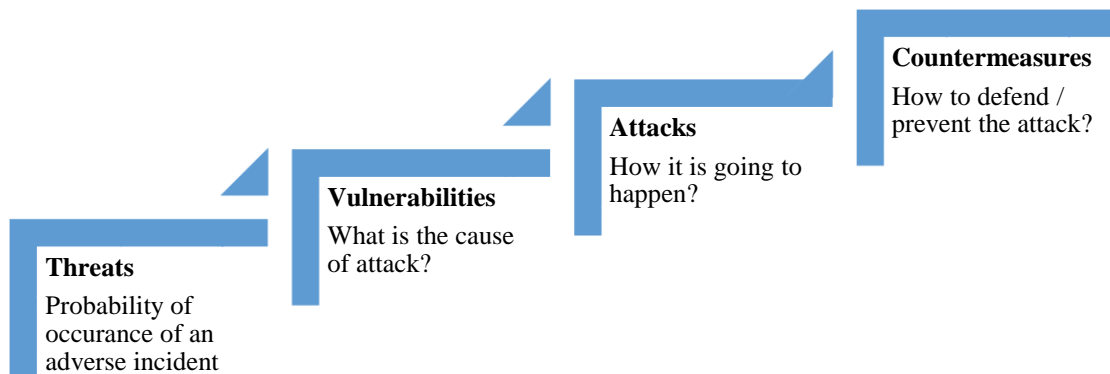 Threats
Probability of
occurance of an
adverse incident
Vulnerabilities
What is the cause
of attack?
Attacks
How it is going to
happen?
Countermeasures
How to defend /
prevent the attack?